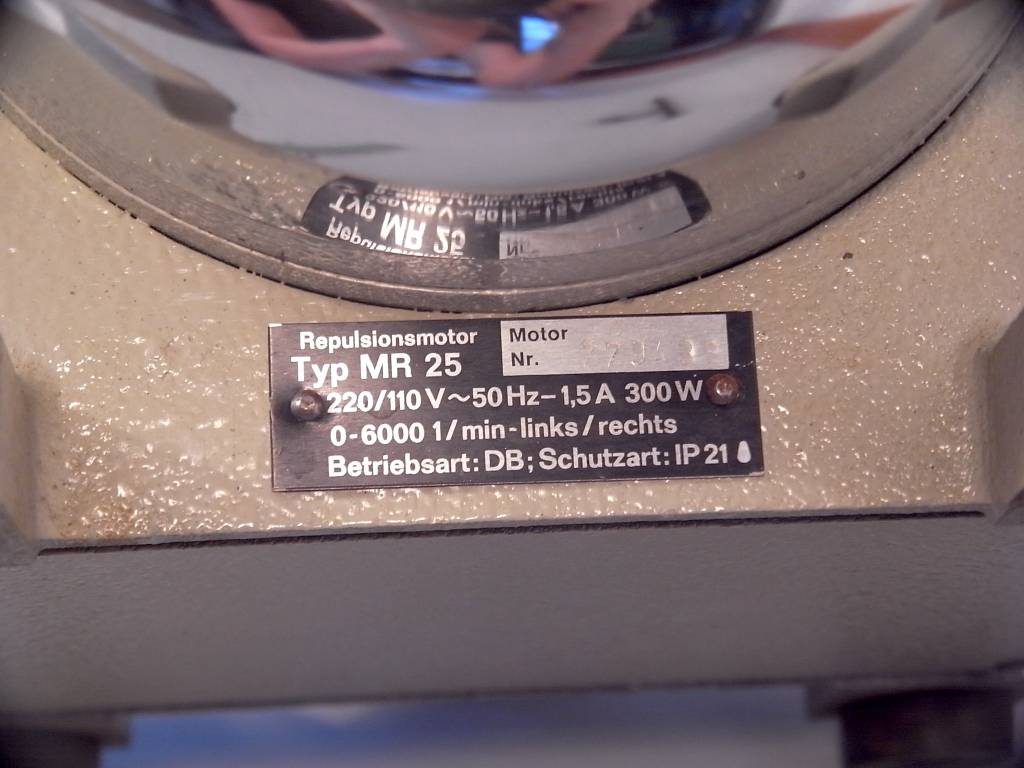 Repulsionsmotor
Typ MR 25
Motor
Nr.
220/110 V~50 Hz-1,5 A 300 W
0-6000 1/min-links/rechts
Betriebsart: DB; Schutzart: IP 21